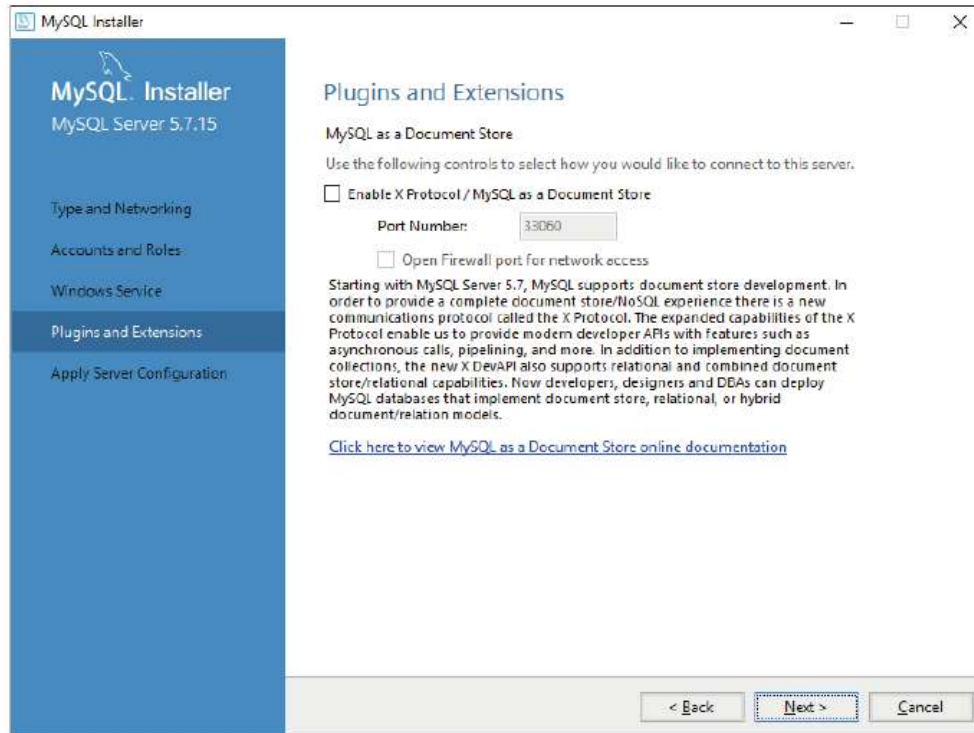 MySQL Installer
MySQL. Installer
MySQL Server 5.7.15
Type and Networking
Accounts and Roles
Windows Service
Plugins and Extensions
Apply Server Configuration
Plugins and Extensions
MySQL as a Document Store
Use the following controls to select how you would like to connect to this server.
Enable X Protocol / MySQL as a Document Store
Port Number: 33060
Open Firewall port for network access
Starting with MySQL Server 5.7, MySQL supports document store development. In
order to provide a complete document store/NoSQL experience there is a new
communications protocol called the X Protocol. The expanded capabilities of the X
Protocol enable us to provide modern developer APIs with features such as
asynchronous calls, pipelining, and more. In addition to implementing document
collections, the new X DevAPI also supports relational and combined document
store/relational capabilities. Now developers, designers and DBAs can deploy
MySQL databases that implement document store, relational, or hybrid
document/relation models.
Click here to view MySQL as a Document Store online documentation
< Back Next > Cancel